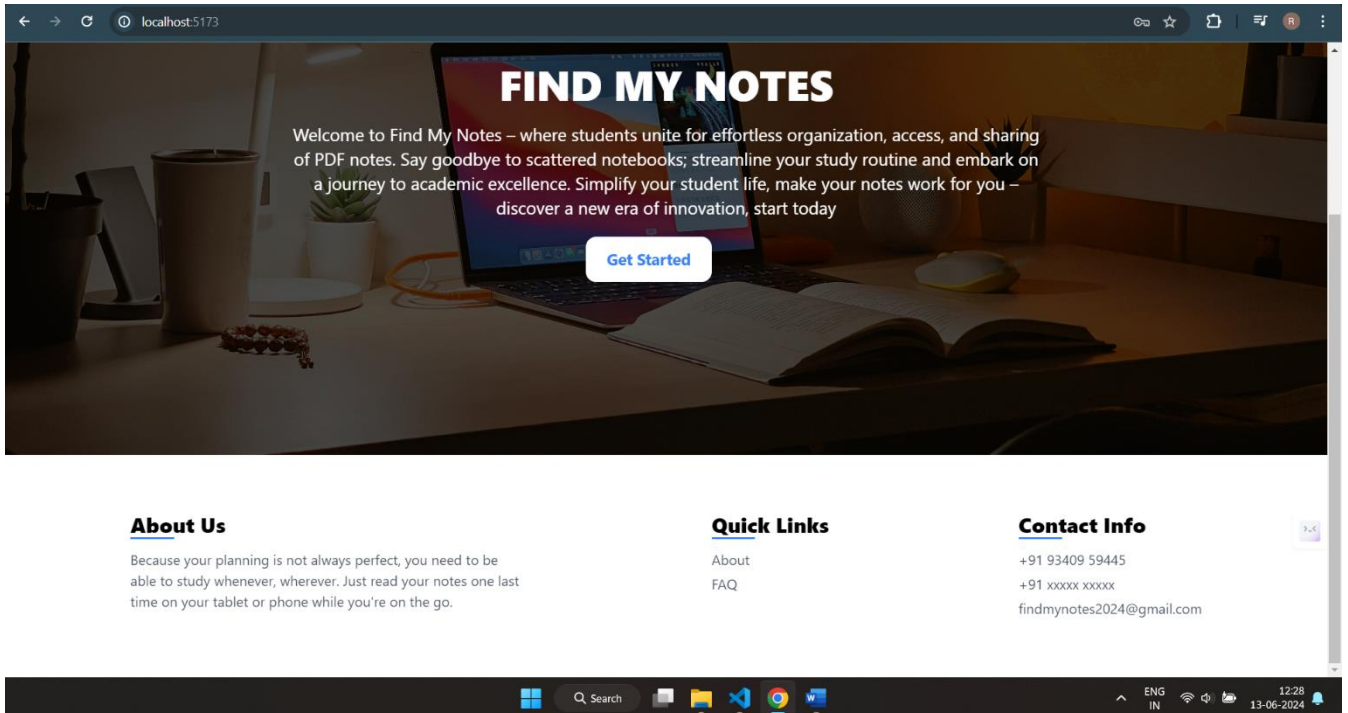 localhost:5173
R
FIND MY NOTES
Welcome to Find My Notes – where students unite for effortless organization, access, and sharing
of PDF notes. Say goodbye to scattered notebooks; streamline your study routine and embark on
a journey to academic excellence. Simplify your student life, make your notes work for you –
discover a new era of innovation, start today
Get Started
About Us
Because your planning is not always perfect, you need to be
able to study whenever, wherever. Just read your notes one last
time on your tablet or phone while you're on the go.
Quick Links
About
FAQ
Contact Info
+91 93409 59445
+91 xxxxx xxxxx
findmynotes2024@gmail.com
Search
ENG
IN
12:28
13-06-2024